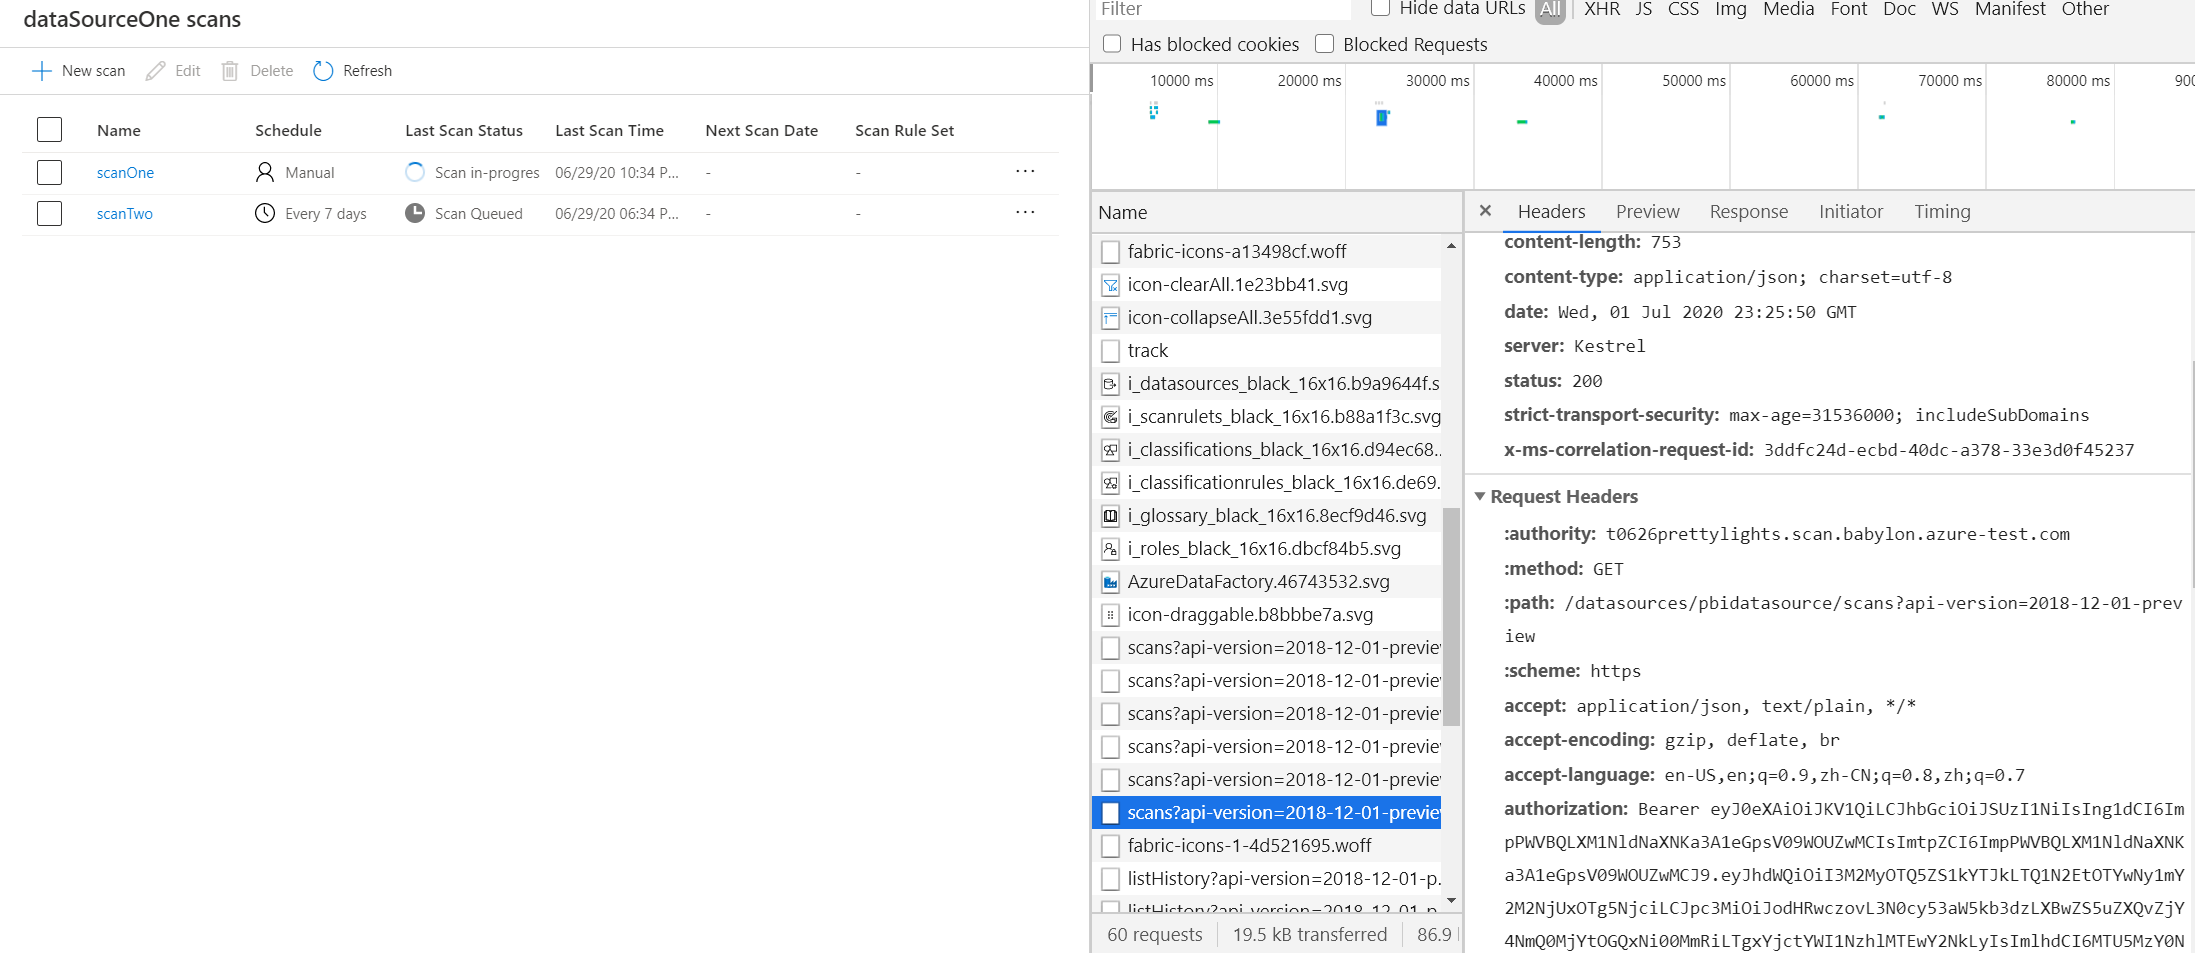 dataSourceOne scans
New scan Edit Delete Refresh
Name Schedule Last Scan Status Last Scan Time Next Scan Date Scan Rule Set
scanOne Manual Scan in-progres 06/29/20 10:34 P... - - ...
scanTwo Every 7 days Scan Queued 06/29/20 06:34 P... - - ...
Filter Hide data URLs All XHR JS CSS Img Media Font Doc WS Manifest Other
Has blocked cookies Blocked Requests
10000 ms 20000 ms 30000 ms 40000 ms 50000 ms 60000 ms 70000 ms 80000 ms 900
Name
fabric-icons-a13498cf.woff
icon-clearAll.1e23bb41.svg
icon-collapseAll.3e55fdd1.svg
track
i_datasources_black_16x16.b9a9644f.s
i_scanrulets_black_16x16.b88a1f3c.svg
i_classifications_black_16x16.d94ec68..
i_classificationrules_black_16x16.de69.
i_glossary_black_16x16.8ecf9d46.svg
i_roles_black_16x16.dbcf84b5.svg
AzureDataFactory.46743532.svg
icon-draggable.b8bbbe7a.svg
scans?api-version=2018-12-01-previe
scans?api-version=2018-12-01-previe
scans?api-version=2018-12-01-previe
scans?api-version=2018-12-01-previe
scans?api-version=2018-12-01-previe
scans?api-version=2018-12-01-previe
fabric-icons-1-4d521695.woff
listHistory?api-version=2018-12-01-p.
listHistory?api-version=2018-12-01-p
60 requests 19.5 kB transferred 86.9
Headers Preview Response Initiator Timing
content-length: 753
content-type: application/json; charset=utf-8
date: Wed, 01 Jul 2020 23:25:50 GMT
server: Kestrel
status: 200
strict-transport-security: max-age=31536000; includeSubDomains
x-ms-correlation-request-id: 3ddfc24d-ecbd-40dc-a378-33e3d0f45237
Request Headers
:authority: t0626prettylights.scan.babylon.azure-test.com
:method: GET
:path: /datasources/pbidatasource/scans?api-version=2018-12-01-prev
iew
:scheme: https
accept: application/json, text/plain, */*
accept-encoding: gzip, deflate, br
accept-language: en-US,en;q=0.9,zh-CN;q=0.8,zh;q=0.7
authorization: Bearer eyJ0eXAiOiJKV1QiLCJhbGciOiJSUzI1NiIsIng1dCI6Im
pPWVBQLXM1NldNaXNKa3A1eGpsV09WOUZwMCIsImtpZCI6ImpPWVBQLXM1NldNaXNK
a3A1eGpsV09WOUZwMCJ9.eyJhdWQiOiI3M2MyOTQ5ZS1kYTJkLTQ1N2EtOTYwNy1mY
2M2NjUxOTg5NjciLCJpc3MiOiJodHRwczovL3N0cy53aW5kb3dzLXBwZS5uZXQvZjY
4NmQ0MjYtOGQxNi00MmRiLTgxYjctYWI1NzhlMTEwY2NkLyIsImlhdCI6MTU5MzY0N